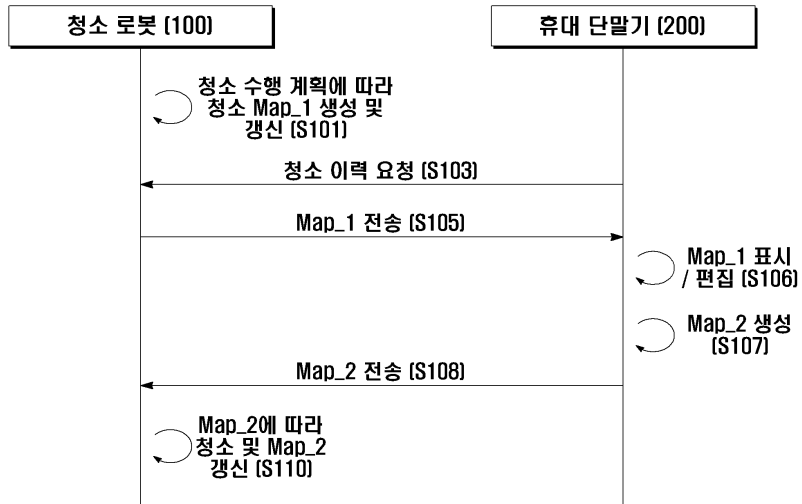 청소 로봇 (100)
휴대 단말기 (200)
청소 수행 계획에 따라
청소 Map_1 생성 및
갱신 (S101)
청소 이력 요청 (S103)
Map_1 전송 (S105)
Map_1 표시
/ 편집 (S106)
Map_2 생성
(S107)
Map_2 전송 (S108)
Map_2에 따라
청소 및 Map_2
갱신 (S110)